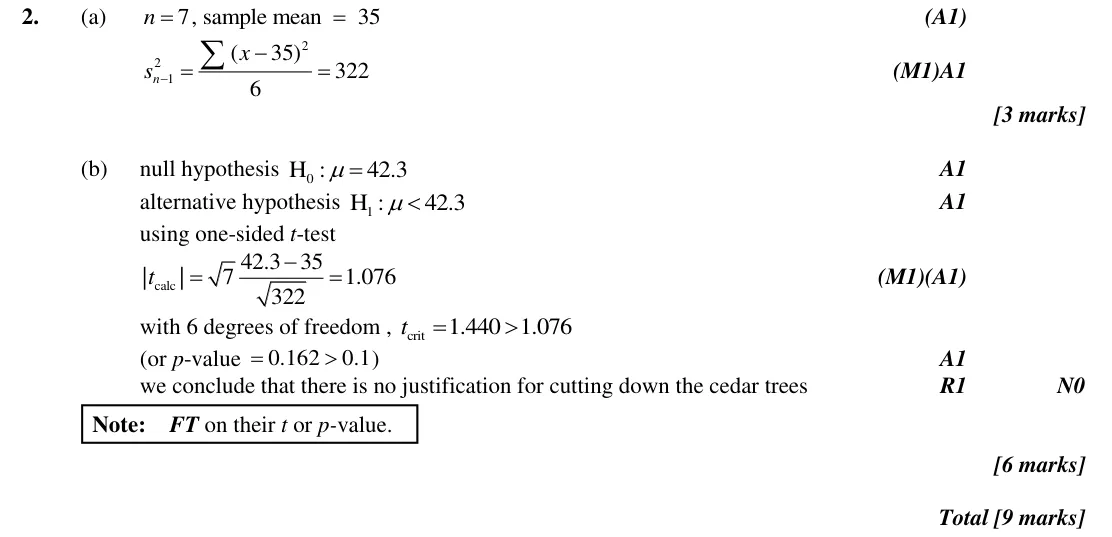 2. (a) n = 7, sample mean = 35 (A1)
s²ₙ₋₁ = ∑(x − 35)² / 6 = 322 (M1)A1
[3 marks]
(b) null hypothesis H₀ : μ = 42.3 A1
alternative hypothesis H₁ : μ < 42.3 A1
using one-sided t-test
|t_calc| = √7 (42.3 − 35) / √322 = 1.076 (M1)(A1)
with 6 degrees of freedom , t_crit = 1.440 > 1.076
(or p-value = 0.162 > 0.1) A1
we conclude that there is no justification for cutting down the cedar trees R1 N0
Note: FT on their t or p-value.
[6 marks]
Total [9 marks]